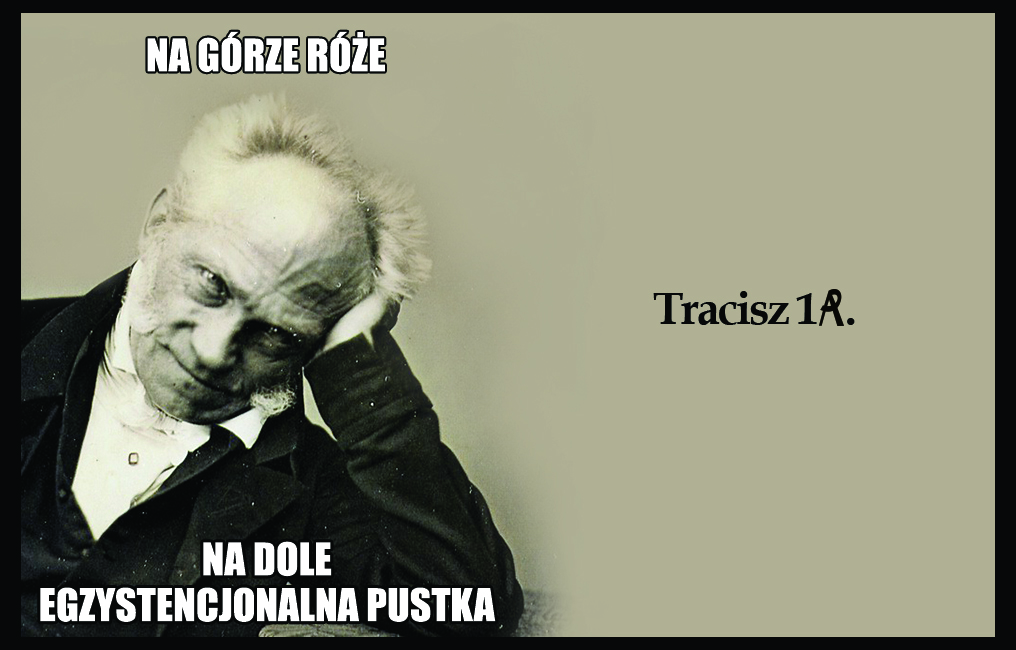 NA GÓRZE RÓŻE
Tracisz 1
NA DOLE
EGZYSTENCJONALNA PUSTKA